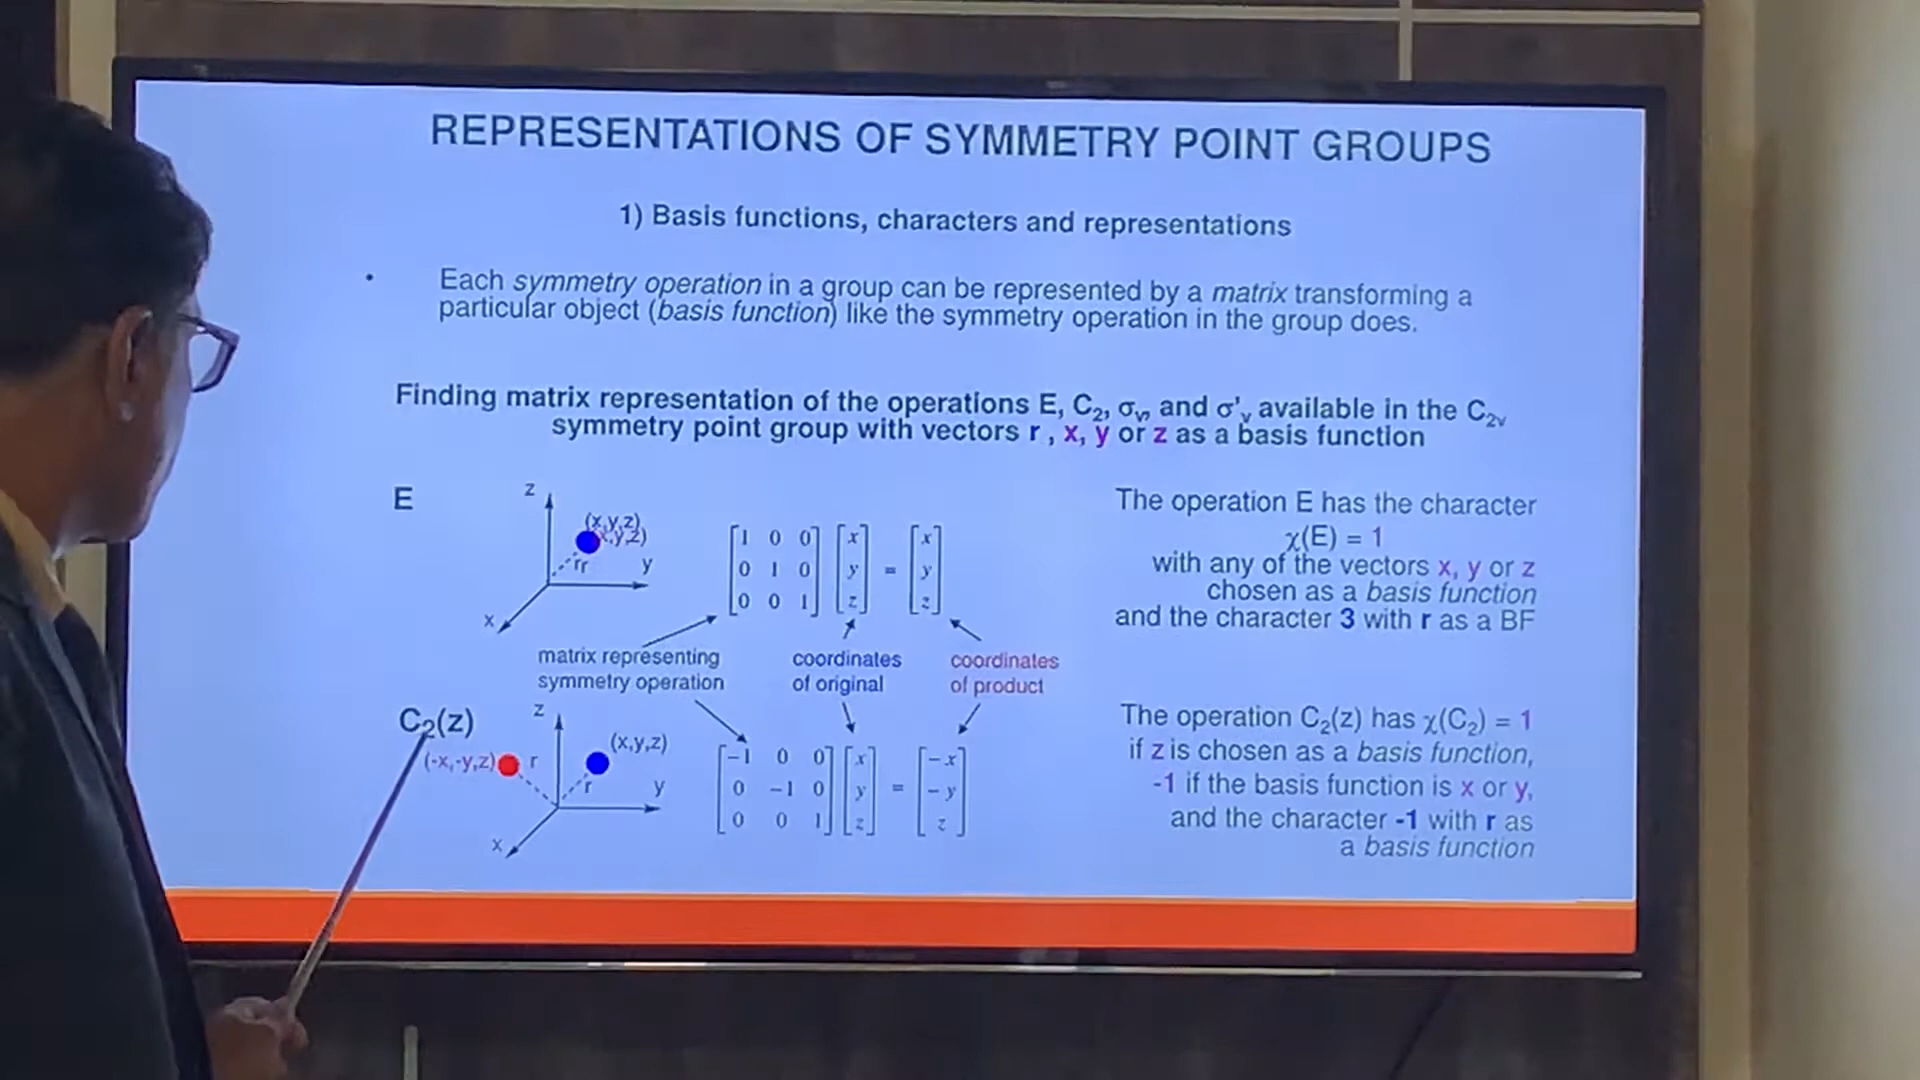 REPRESENTATIONS OF SYMMETRY POINT GROUPS
1) Basis functions, characters and representations
• Each symmetry operation in a group can be represented by a matrix transforming a
particular object (basis function) like the symmetry operation in the group does.
Finding matrix representation of the operations E, C₂, σᵥ, and σ'ᵥ available in the C₂ᵥ
symmetry point group with vectors r , x, y or z as a basis function
E
z
(x,y,z)
(x,y,z)
rr
y
x
[1 0 0] [x] [x]
[0 1 0] [y] = [y]
[0 0 1] [z] [z]
The operation E has the character
χ(E) = 1
with any of the vectors x, y or z
chosen as a basis function
and the character 3 with r as a BF
matrix representing
symmetry operation
coordinates
of original
coordinates
of product
C₂(z)
z
(-x,-y,z)
r
(x,y,z)
r
y
x
[-1 0 0] [x] [-x]
[0 -1 0] [y] = [-y]
[0 0 1] [z] [z]
The operation C₂(z) has χ(C₂) = 1
if z is chosen as a basis function,
-1 if the basis function is x or y,
and the character -1 with r as
a basis function